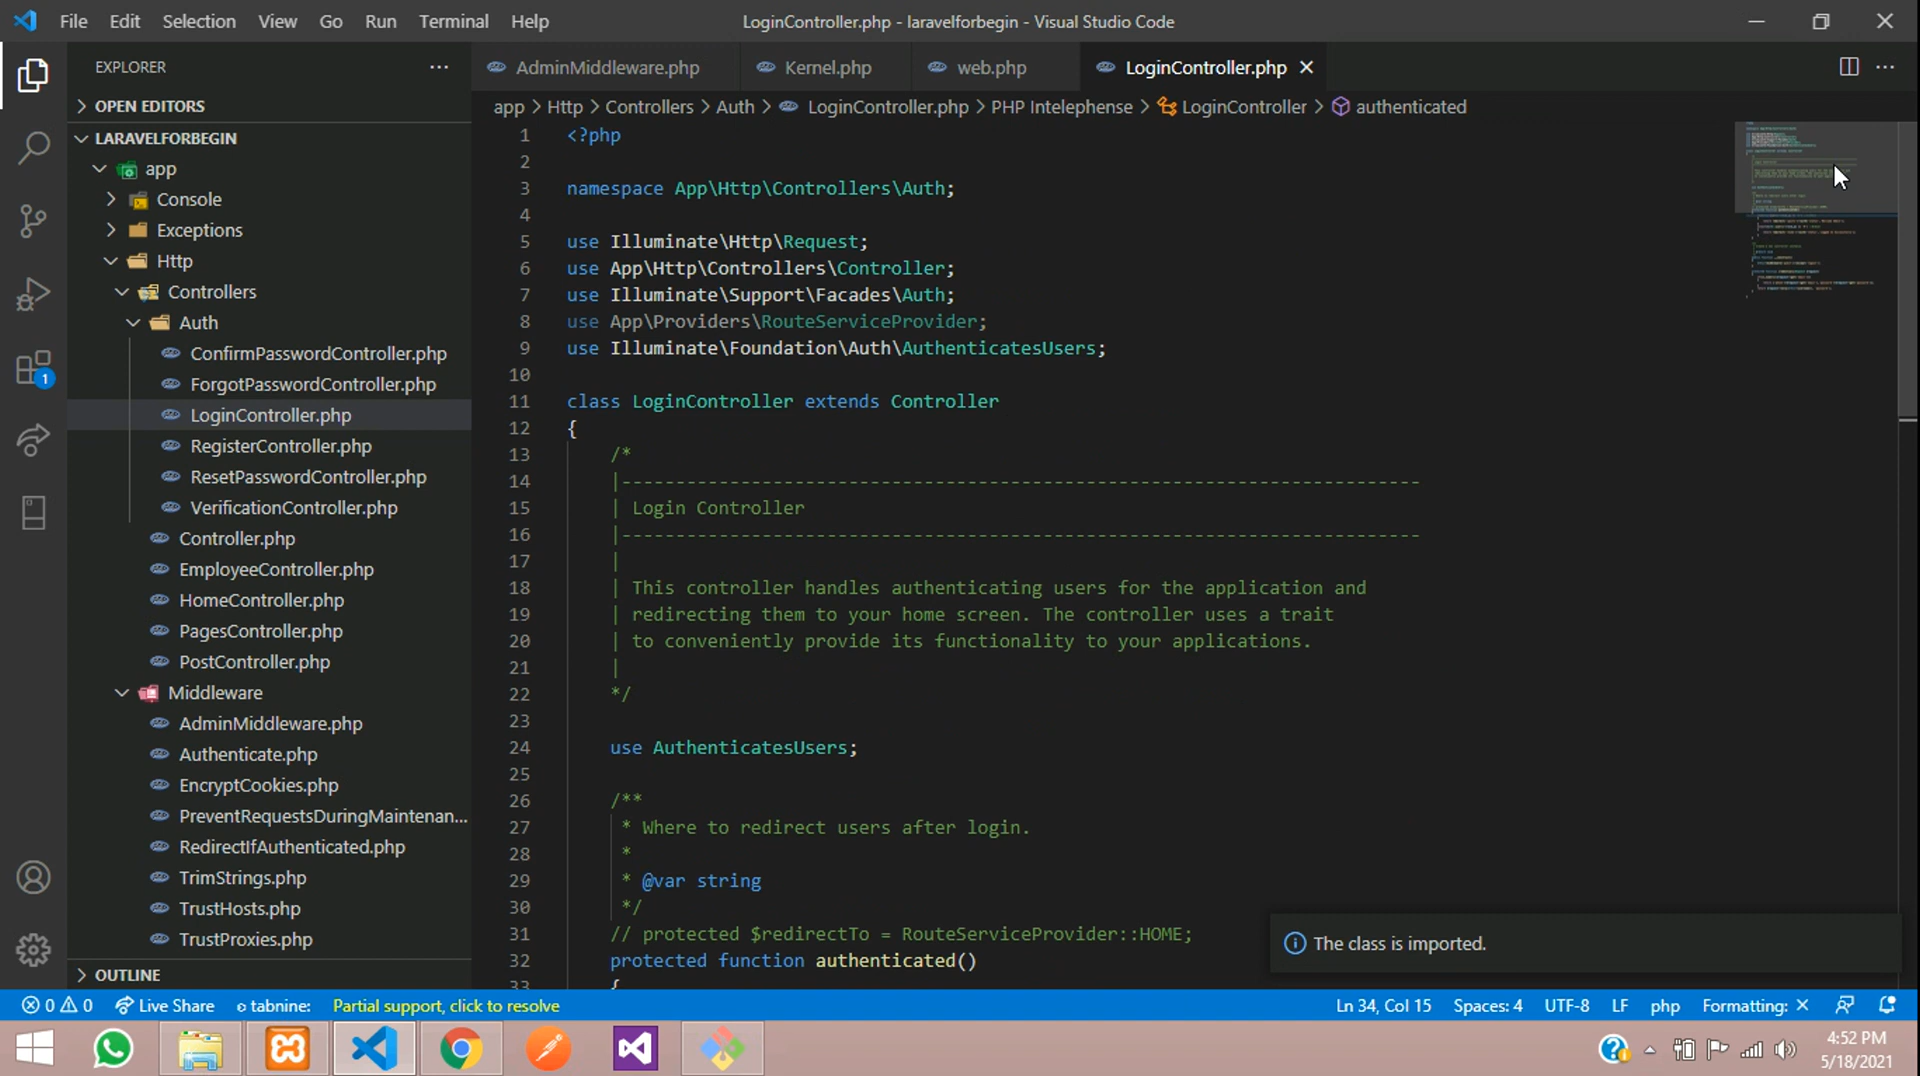 File Edit Selection View Go Run Terminal Help
LoginController.php - laravelforbegin - Visual Studio Code
EXPLORER
OPEN EDITORS
LARAVELFORBEGIN
app
Console
Exceptions
Http
Controllers
Auth
ConfirmPasswordController.php
ForgotPasswordController.php
LoginController.php
RegisterController.php
ResetPasswordController.php
VerificationController.php
Controller.php
EmployeeController.php
HomeController.php
PagesController.php
PostController.php
Middleware
AdminMiddleware.php
Authenticate.php
EncryptCookies.php
PreventRequestsDuringMaintenan...
RedirectIfAuthenticated.php
TrimStrings.php
TrustHosts.php
TrustProxies.php
OUTLINE
1
AdminMiddleware.php Kernel.php web.php LoginController.php
app > Http > Controllers > Auth > LoginController.php > PHP Intelephense > LoginController > authenticated
1 <?php
2
3 namespace App\Http\Controllers\Auth;
4
5 use Illuminate\Http\Request;
6 use App\Http\Controllers\Controller;
7 use Illuminate\Support\Facades\Auth;
8 use App\Providers\RouteServiceProvider;
9 use Illuminate\Foundation\Auth\AuthenticatesUsers;
10
11 class LoginController extends Controller
12 {
13 /*
14 |--------------------------------------------------------------------------
15 | Login Controller
16 |--------------------------------------------------------------------------
17 |
18 | This controller handles authenticating users for the application and
19 | redirecting them to your home screen. The controller uses a trait
20 | to conveniently provide its functionality to your applications.
21 |
22 */
23
24 use AuthenticatesUsers;
25
26 /**
27 * Where to redirect users after login.
28 *
29 * @var string
30 */
31 // protected $redirectTo = RouteServiceProvider::HOME;
32 protected function authenticated()
33 {
The class is imported.
0 0 Live Share tabnine: Partial support, click to resolve
Ln 34, Col 15 Spaces: 4 UTF-8 LF php Formatting: ×
4:52 PM
5/18/2021